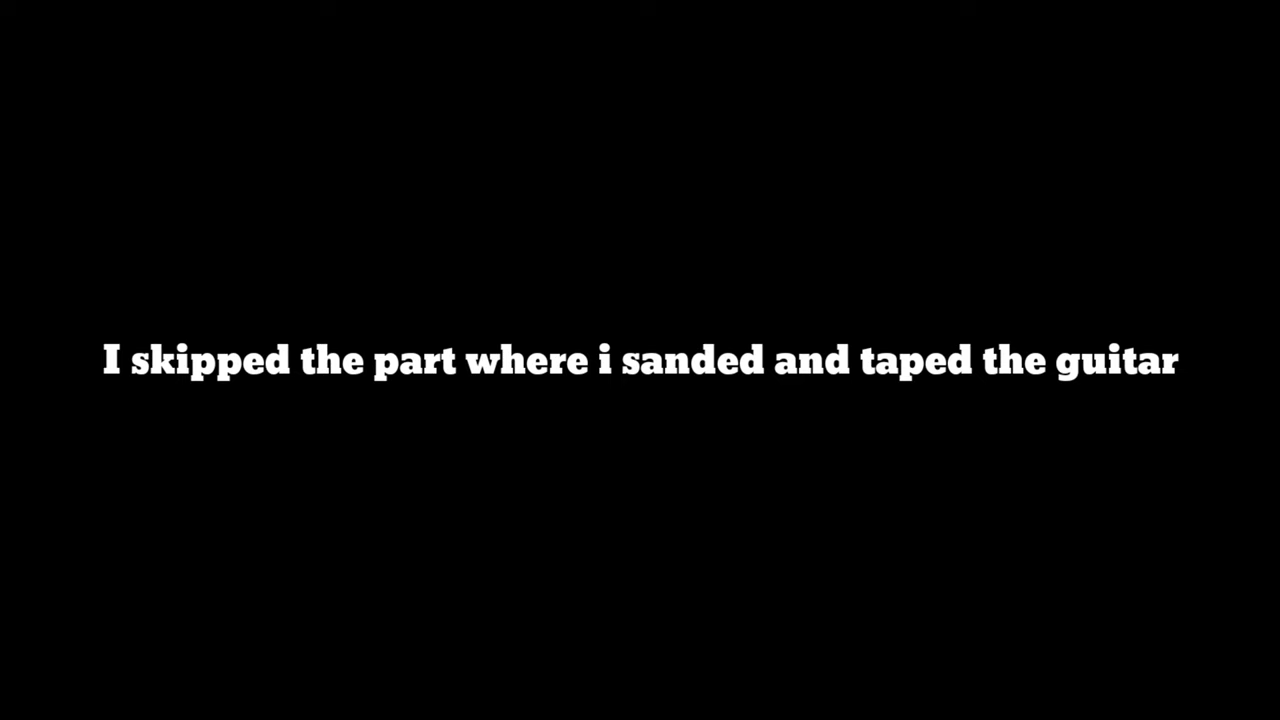 I skipped the part where i sanded and taped the guitar